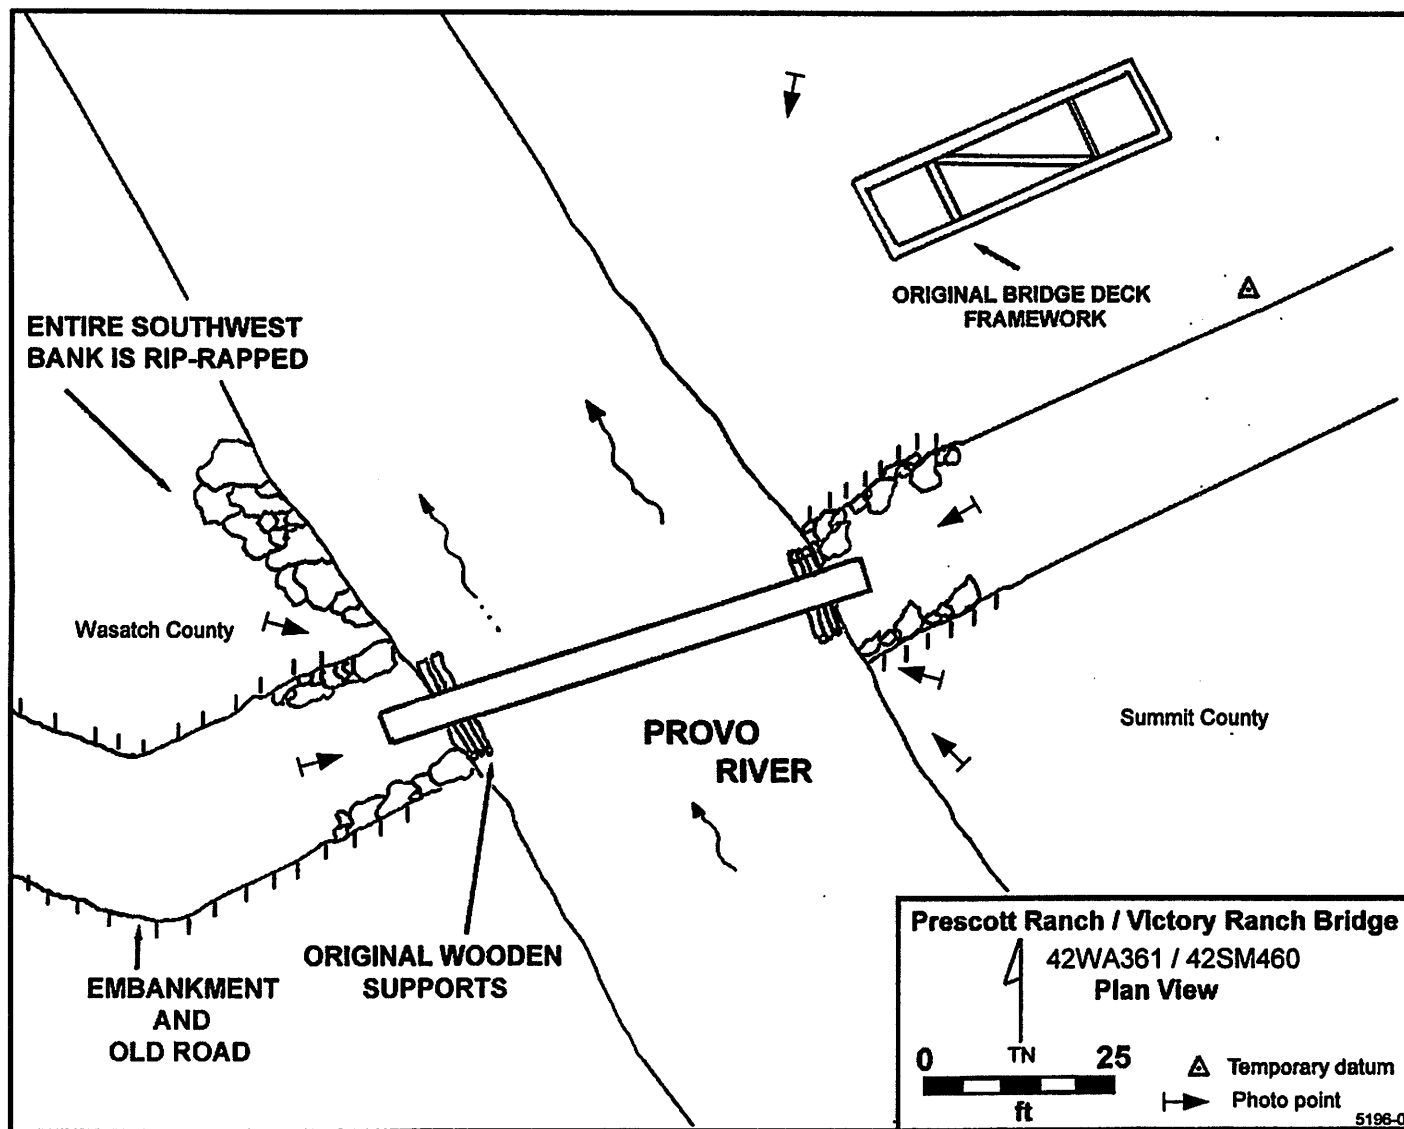 ORIGINAL BRIDGE DECK
FRAMEWORK
ENTIRE SOUTHWEST
BANK IS RIP-RAPPED
Wasatch County
Summit County
PROVO
RIVER
ORIGINAL WOODEN
SUPPORTS
EMBANKMENT
AND
OLD ROAD
Prescott Ranch / Victory Ranch Bridge
42WA361 / 42SM460
Plan View
TN
0 25
ft
Temporary datum
Photo point
5196-0